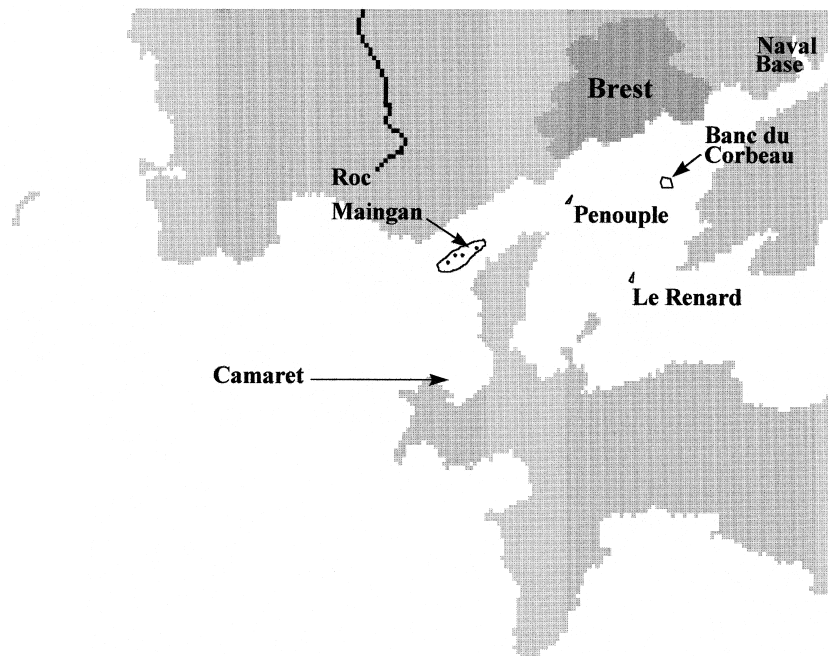 Naval
Base
Brest
Banc du
Corbeau
Roc
Maingan
Penouple
Le Renard
Camaret